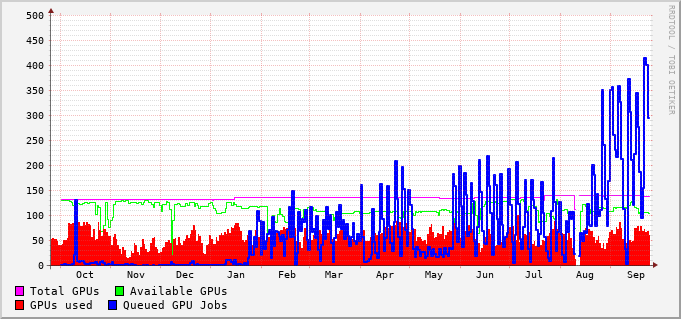 500
450
400
350
300
250
200
150
100
50
0
Oct Nov Dec Jan Feb Mar Apr May Jun Jul Aug Sep
Total GPUs Available GPUs
GPUs used Queued GPU Jobs
RRDTOOL / TOBI OETIKER